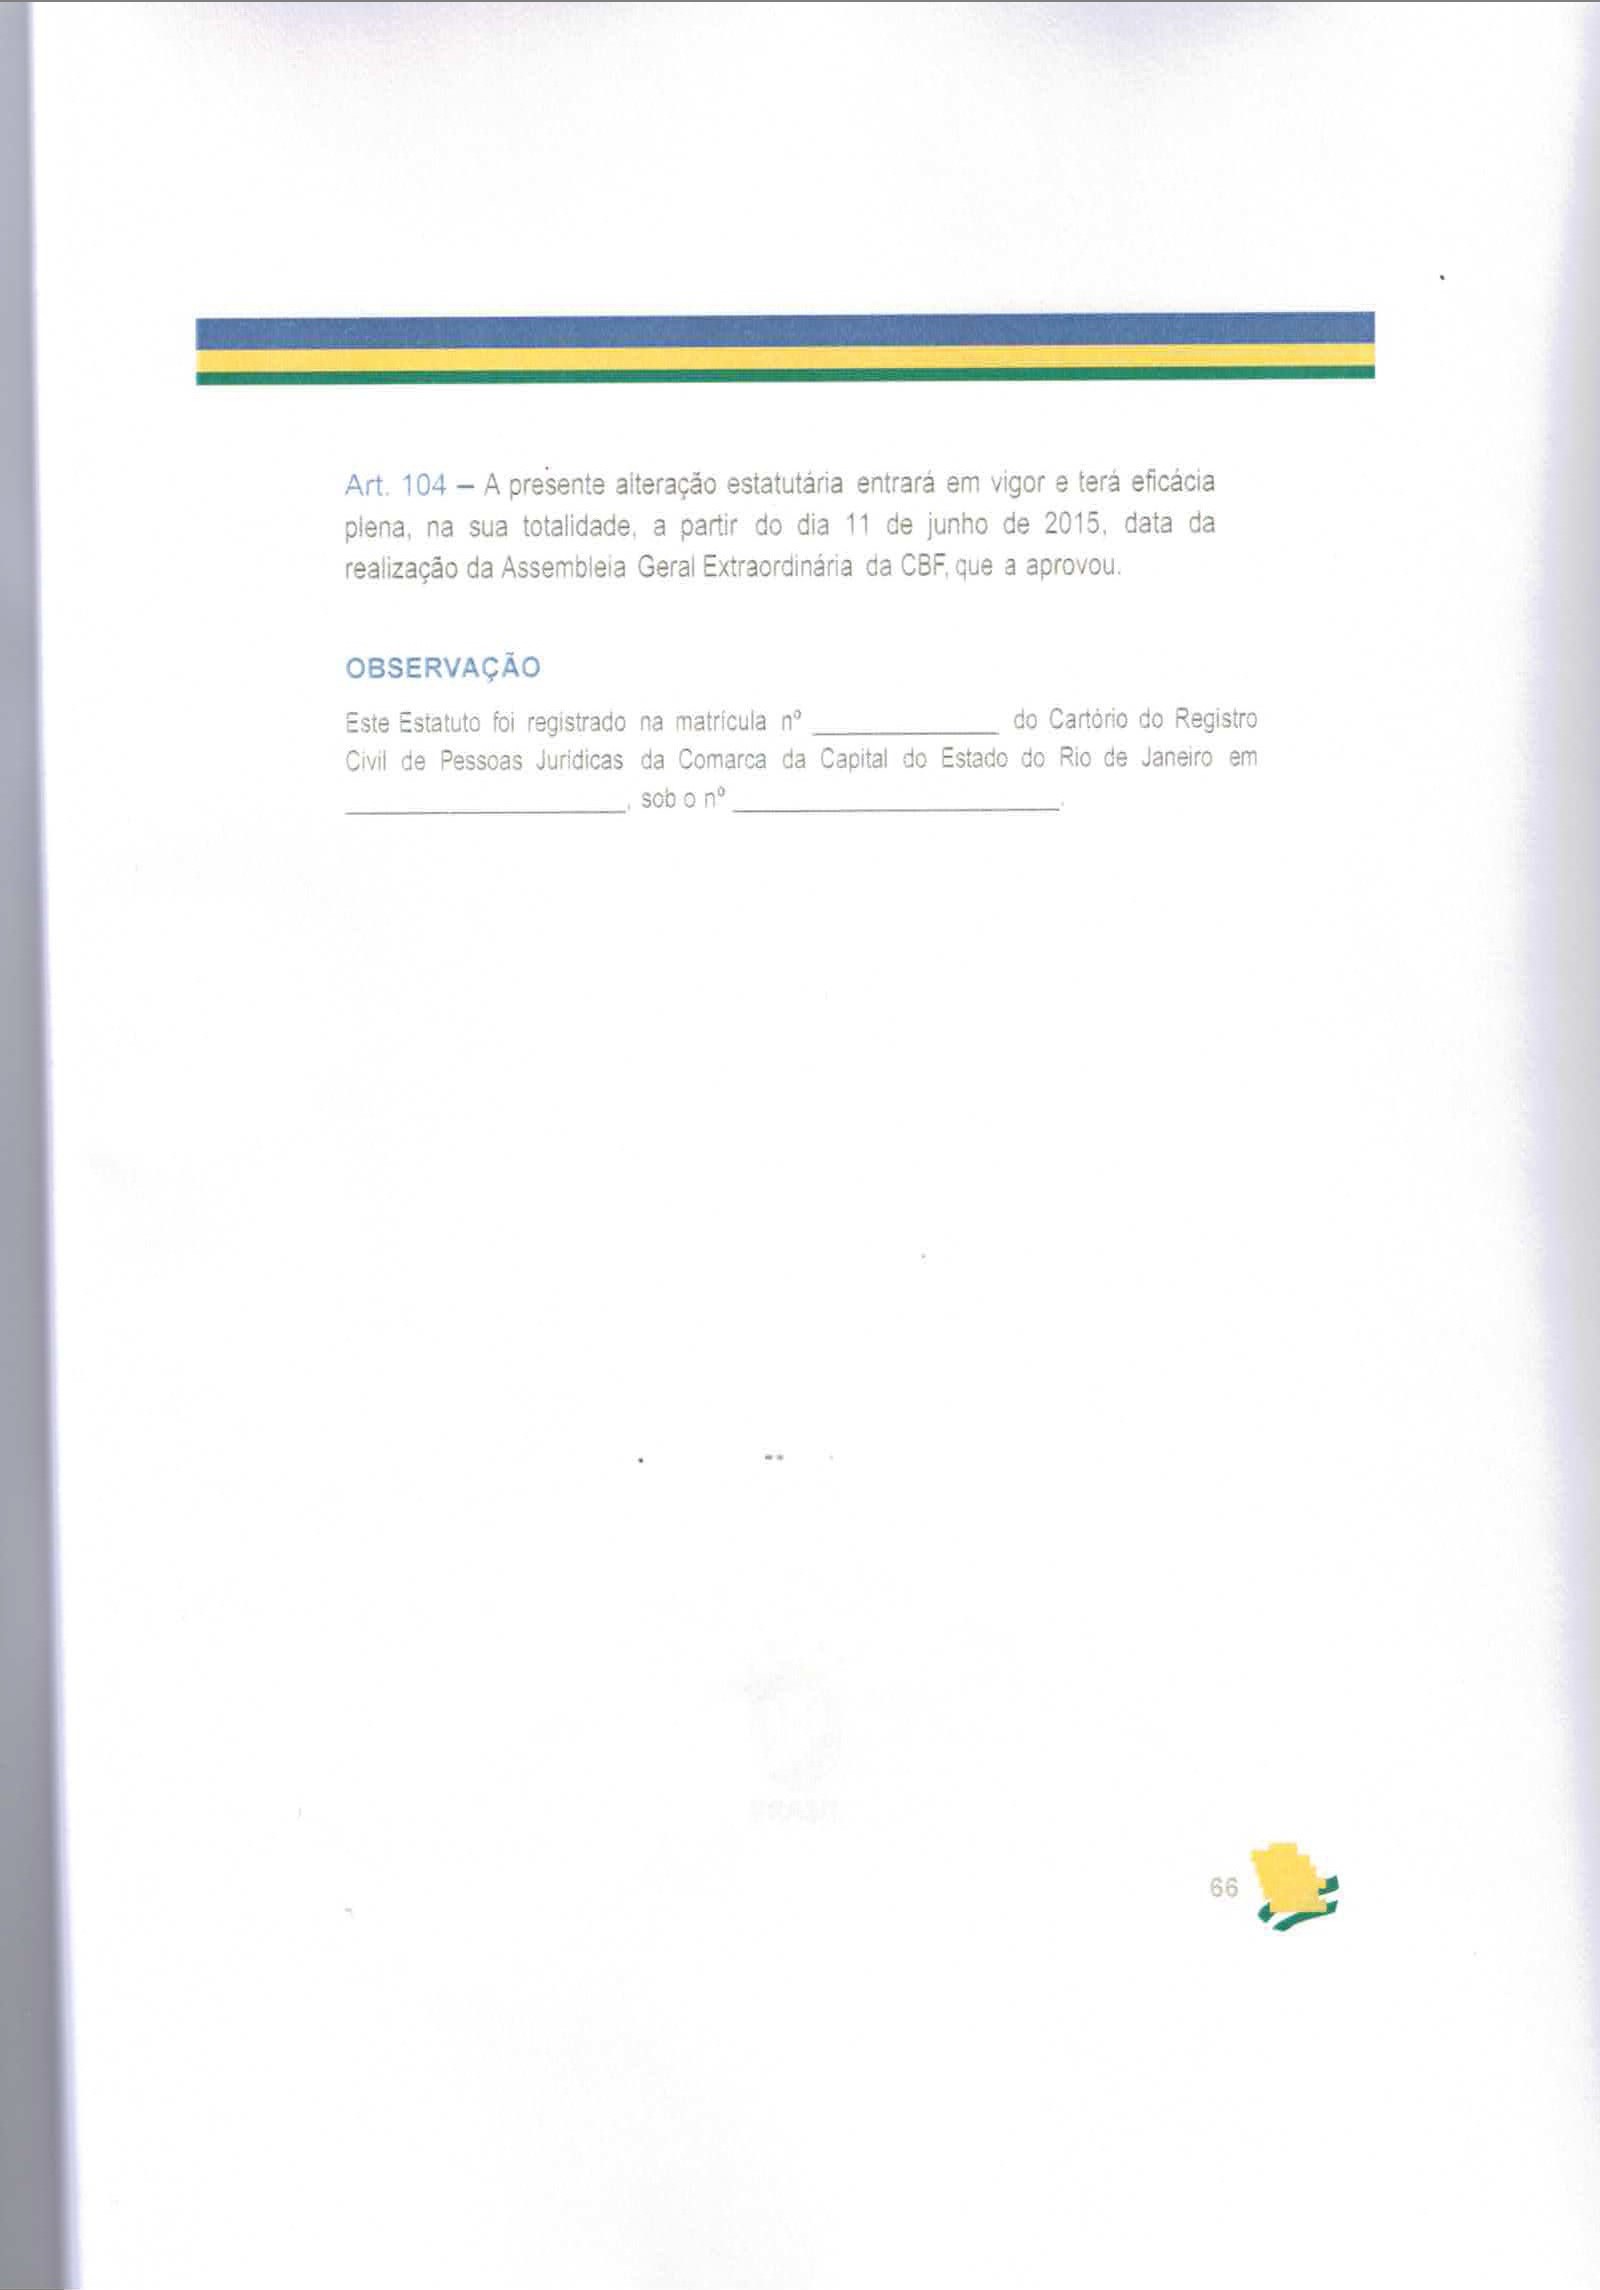 Art. 104 – A presente alteração estatutária entrará em vigor e terá eficácia
plena, na sua totalidade, a partir do dia 11 de junho de 2015, data da
realização da Assembleia Geral Extraordinária da CBF, que a aprovou.
OBSERVAÇÃO
Este Estatuto foi registrado na matrícula nº ______________ do Cartório do Registro
Civil de Pessoas Jurídicas da Comarca da Capital do Estado do Rio de Janeiro em
_____________________, sob o nº ________________________.
BRASIL
66